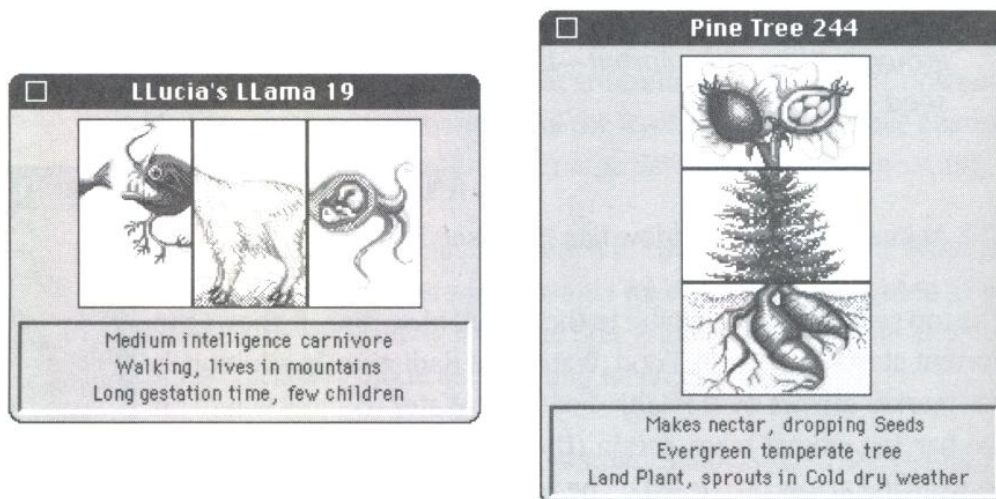 LLucia's LLama 19
Medium intelligence carnivore
Walking, lives in mountains
Long gestation time, few children
Pine Tree 244
Makes nectar, dropping Seeds
Evergreen temperate tree
Land Plant, sprouts in Cold dry weather